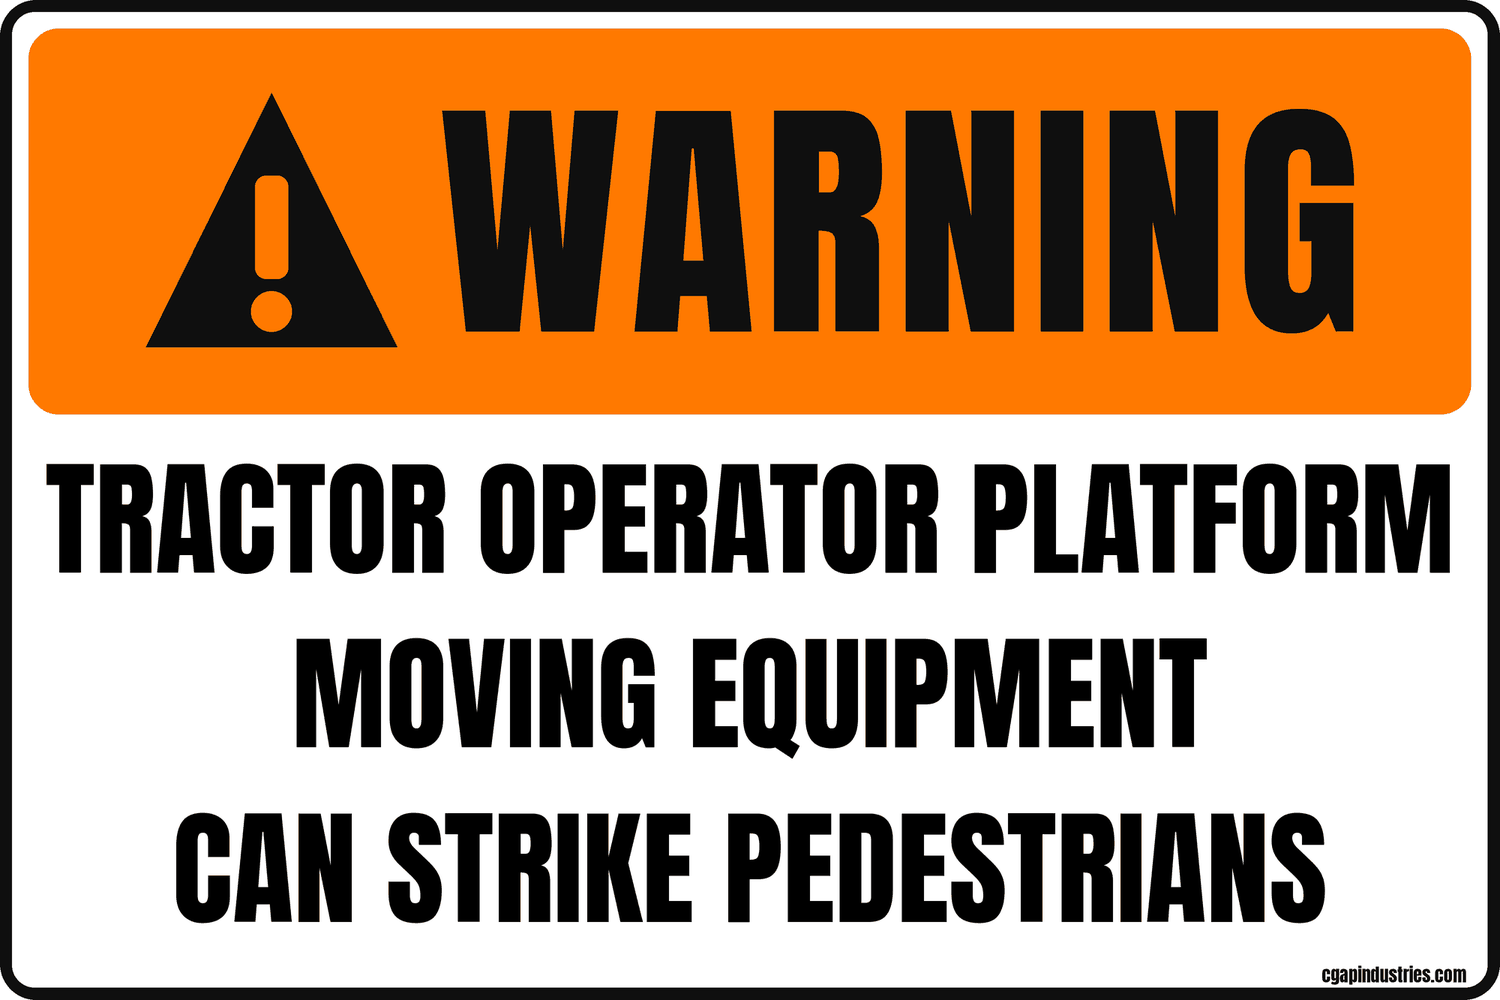 WARNING
TRACTOR OPERATOR PLATFORM
MOVING EQUIPMENT
CAN STRIKE PEDESTRIANS
cgapindustries.com